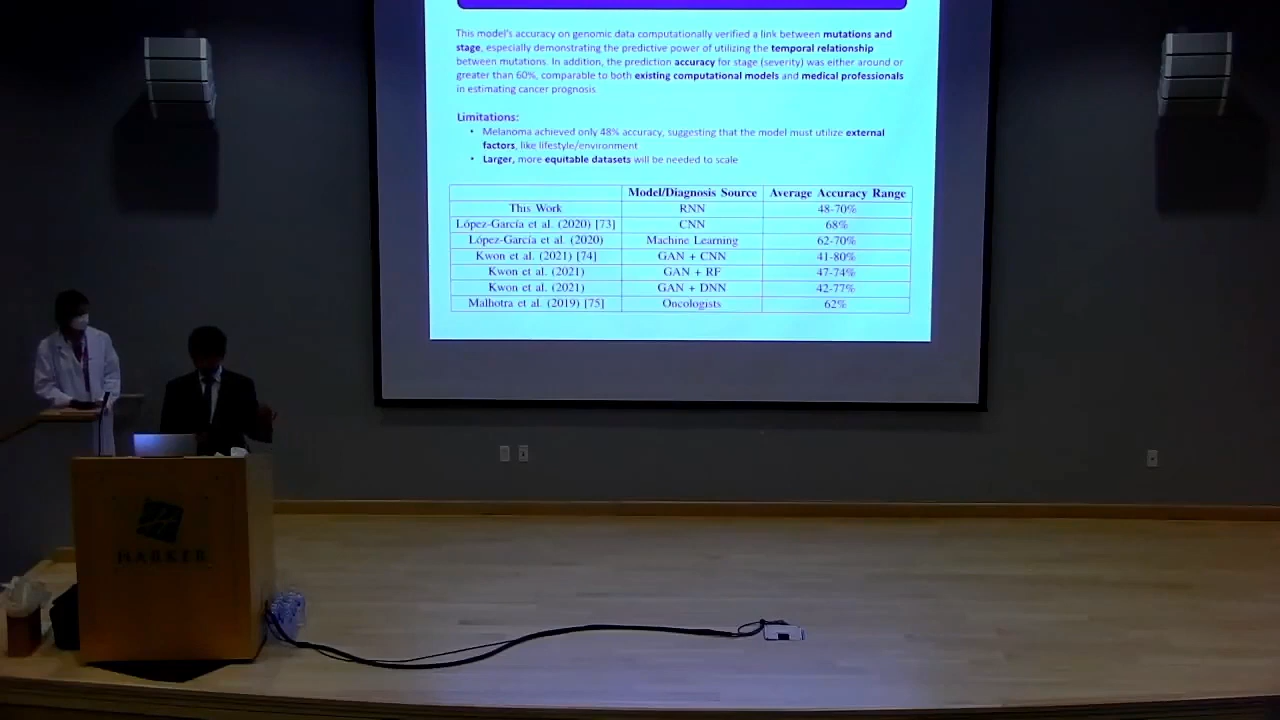 This model's accuracy on genomic data computationally verified a link between mutations and
stage, especially demonstrating the predictive power of utilizing the temporal relationship
between mutations. In addition, the prediction accuracy for stage (severity) was either around or
greater than 60%, comparable to both existing computational models and medical professionals
in estimating cancer prognosis.
Limitations:
• Melanoma achieved only 48% accuracy, suggesting that the model must utilize external
factors, like lifestyle/environment
• Larger, more equitable datasets will be needed to scale
Model/Diagnosis Source Average Accuracy Range
This Work RNN 48-70%
López-García et al. (2020) [73] CNN 68%
López-García et al. (2020) Machine Learning 62-70%
Kwon et al. (2021) [74] GAN + CNN 41-80%
Kwon et al. (2021) GAN + RF 47-74%
Kwon et al. (2021) GAN + DNN 42-77%
Malhotra et al. (2019) [75] Oncologists 62%
HARKER